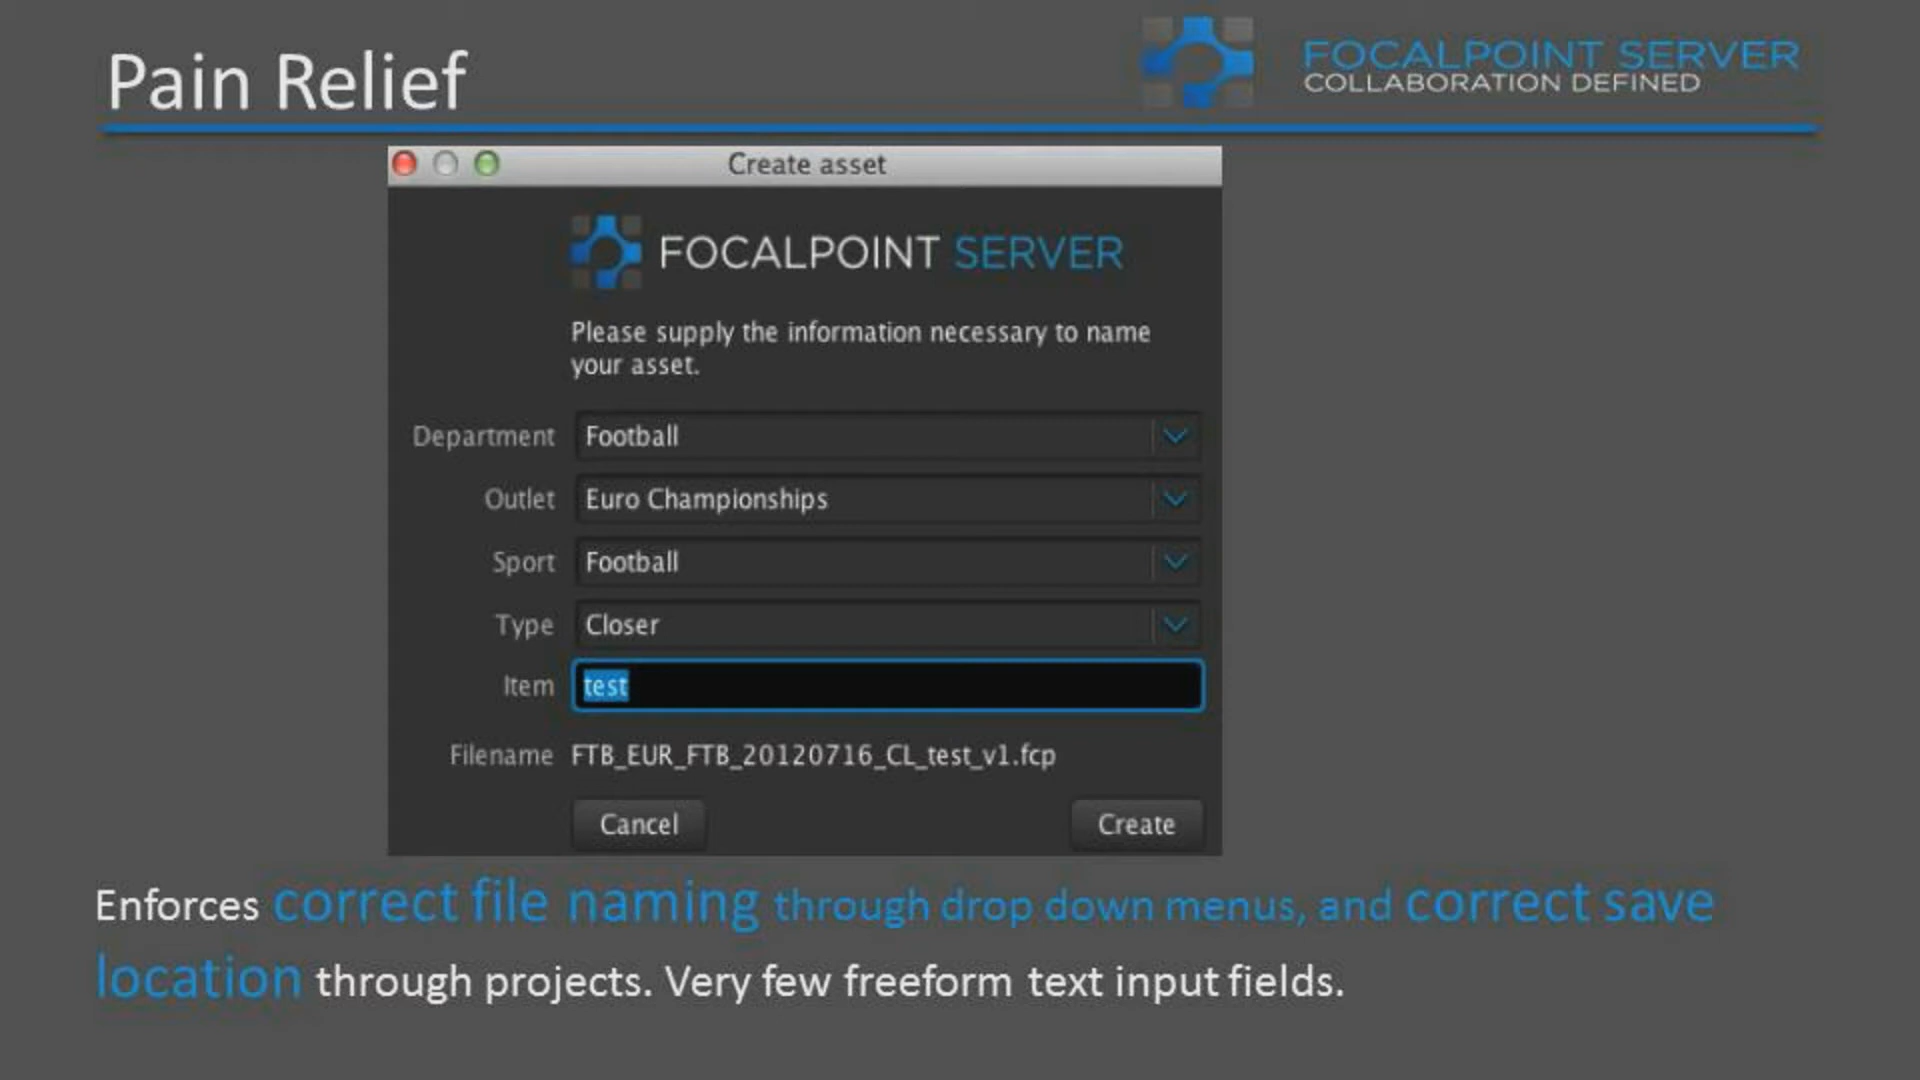 Pain Relief
FOCALPOINT SERVER
COLLABORATION DEFINED
Create asset
FOCALPOINT SERVER
Please supply the information necessary to name
your asset.
Department Football
Outlet Euro Championships
Sport Football
Type Closer
Item test
Filename FTB_EUR_FTB_20120716_CL_test_v1.fcp
Cancel Create
Enforces correct file naming through drop down menus, and correct save
location through projects. Very few freeform text input fields.